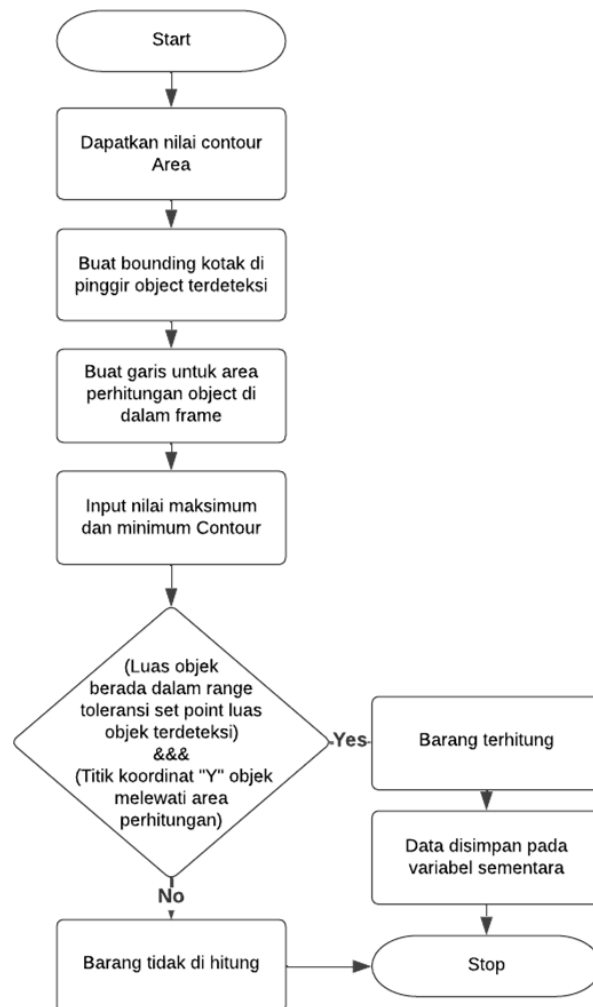 Start
Dapatkan nilai contour
Area
Buat bounding kotak di
pinggir object terdeteksi
Buat garis untuk area
perhitungan object di
dalam frame
Input nilai maksimum
dan minimum Contour
(Luas objek
berada dalam range
toleransi set point luas
objek terdeteksi)
&&&
(Titik koordinat "Y" objek
melewati area
perhitungan)
Yes
Barang terhitung
Data disimpan pada
variabel sementara
No
Barang tidak di hitung
Stop